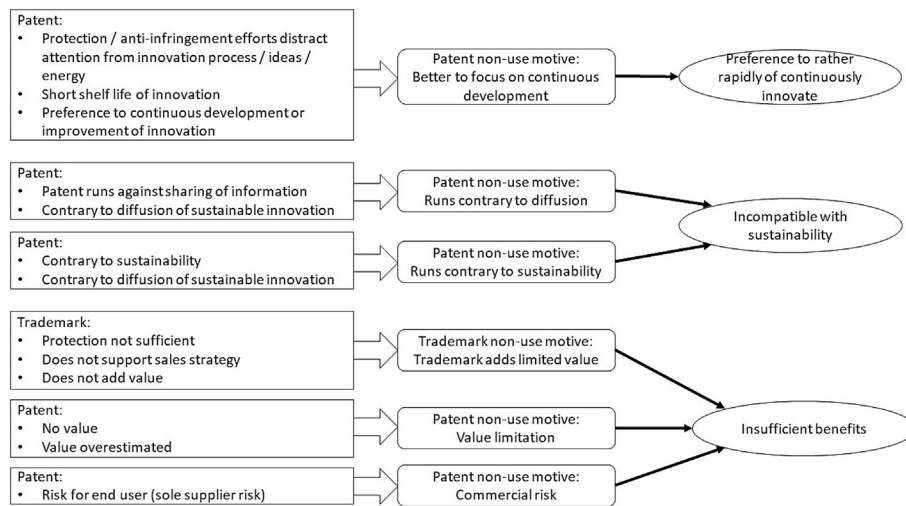 Patent:
• Protection / anti-infringement efforts distract
attention from innovation process / ideas /
energy
• Short shelf life of innovation
• Preference to continuous development or
improvement of innovation
Patent non-use motive:
Better to focus on continuous
development
Preference to rather
rapidly of continuously
innovate
Patent:
• Patent runs against sharing of information
• Contrary to diffusion of sustainable innovation
Patent non-use motive:
Runs contrary to diffusion
Incompatible with
sustainability
Patent:
• Contrary to sustainability
• Contrary to diffusion of sustainable innovation
Patent non-use motive:
Runs contrary to sustainability
Trademark:
• Protection not sufficient
• Does not support sales strategy
• Does not add value
Trademark non-use motive:
Trademark adds limited value
Patent:
• No value
• Value overestimated
Patent non-use motive:
Value limitation
Insufficient benefits
Patent:
• Risk for end user (sole supplier risk)
Patent non-use motive:
Commercial risk